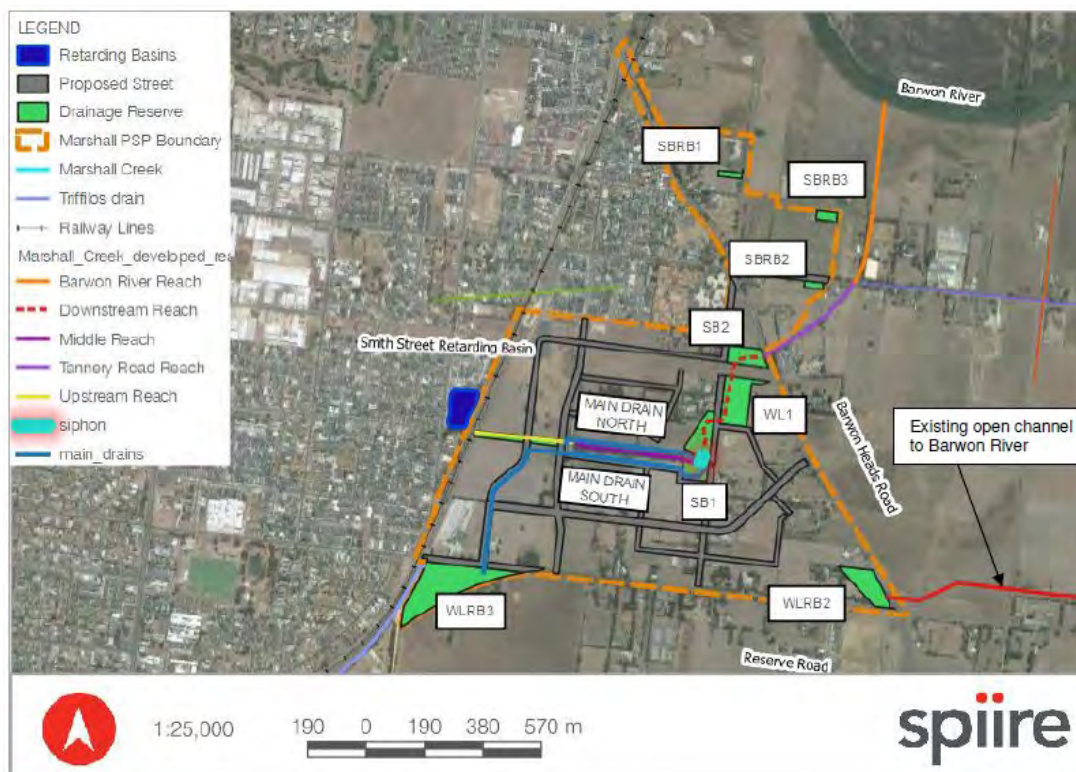 LEGEND
Retarding Basins
Proposed Street
Drainage Reserve
Marshall PSP Boundary
Marshall Creek
Triffilos drain
Railway Lines
Marshall_Creek_developed_rea
Barwon River Reach
Downstream Reach
Middle Reach
Tannery Road Reach
Upstream Reach
siphon
main_drains
Barwon River
SBRB1
SBRB3
SBRB2
SB2
Smith Street Retarding Basin
MAIN DRAIN
NORTH
WL1
Barwon Heads Road
Existing open channel
to Barwon River
MAIN DRAIN
SOUTH
SB1
WLRB3
WLRB2
Reserve Road
1:25,000
190 0 190 380 570 m
spiire